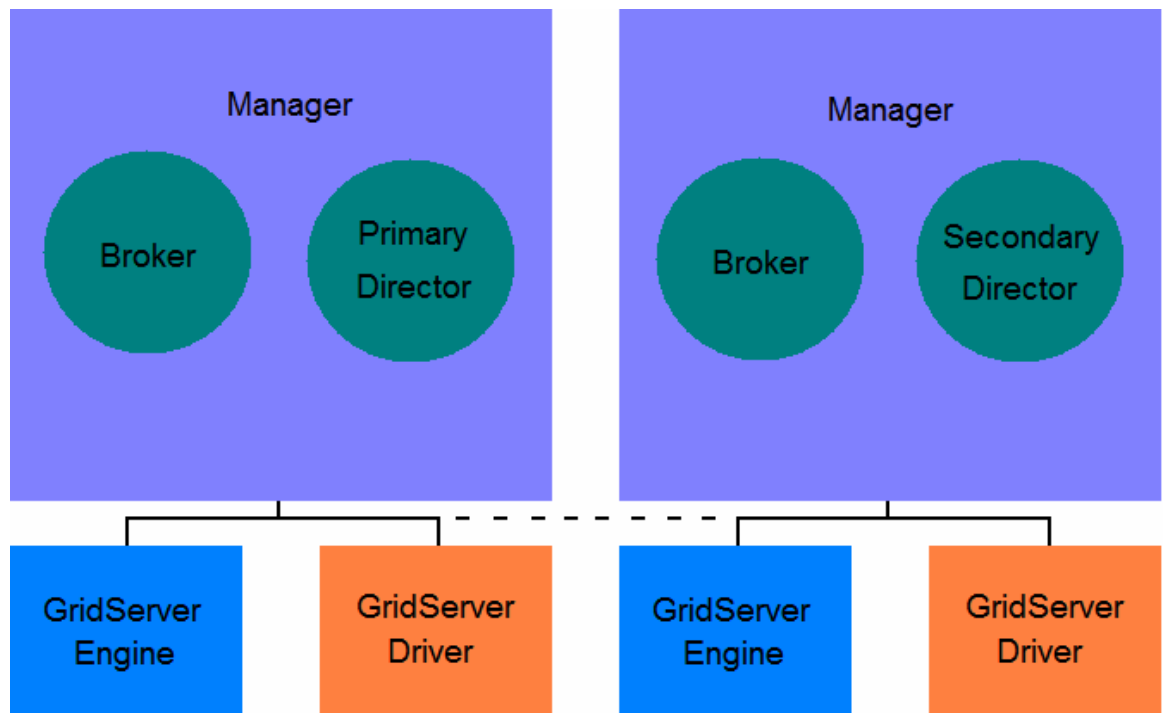 Manager
Broker
Primary
Director
Manager
Broker
Secondary
Director
GridServer
Engine
GridServer
Driver
GridServer
Engine
GridServer
Driver